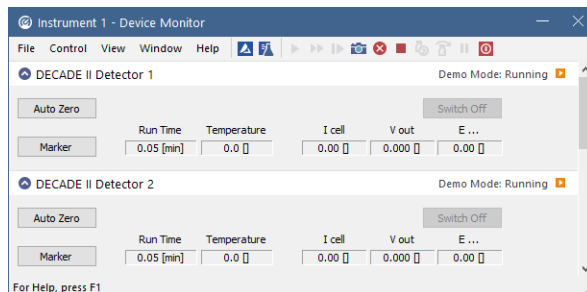 Instrument 1 - Device Monitor
File Control View Window Help
DECADE II Detector 1 Demo Mode: Running
Auto Zero Switch Off
Run Time Temperature I cell V out E ...
Marker 0.05 [min] 0.0 [] 0.00 [] 0.000 [] 0.00 []
DECADE II Detector 2 Demo Mode: Running
Auto Zero Switch Off
Run Time Temperature I cell V out E ...
Marker 0.05 [min] 0.0 [] 0.00 [] 0.000 [] 0.00 []
For Help, press F1